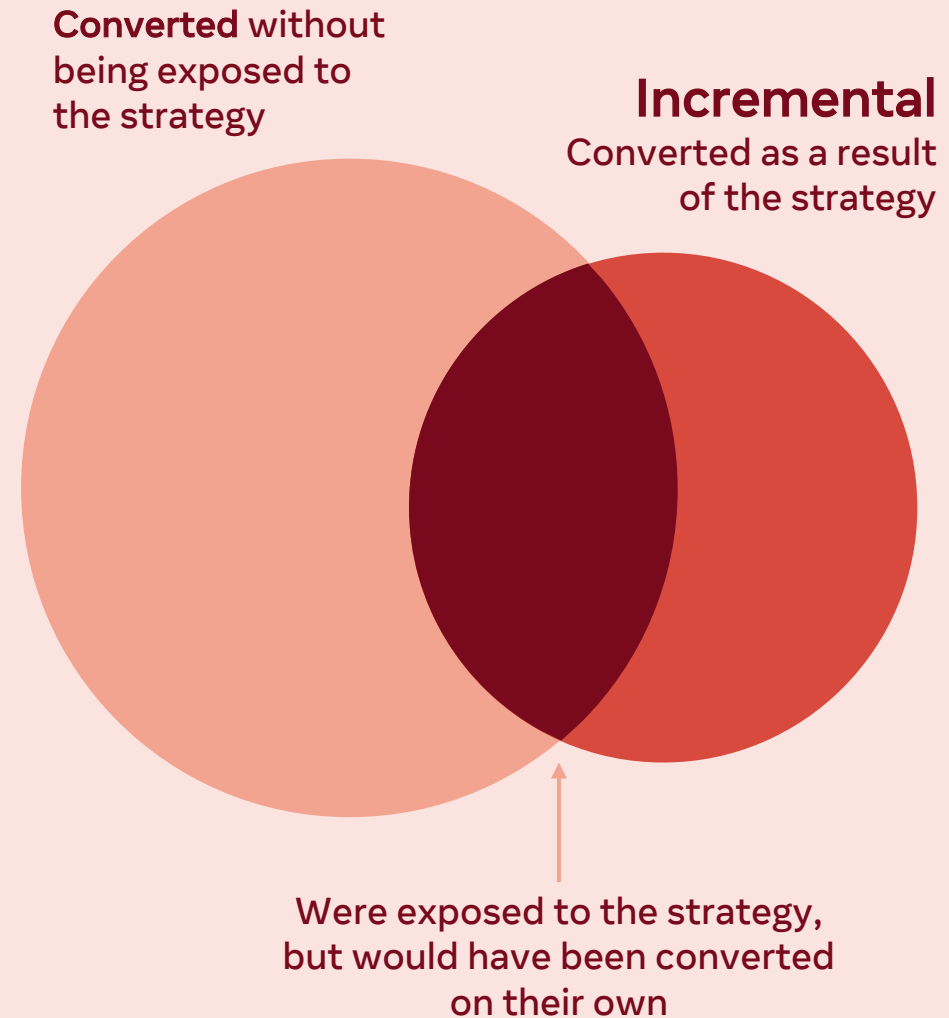 Converted without
being exposed to
the strategy
Incremental
Converted as a result
of the strategy
Were exposed to the strategy,
but would have been converted
on their own